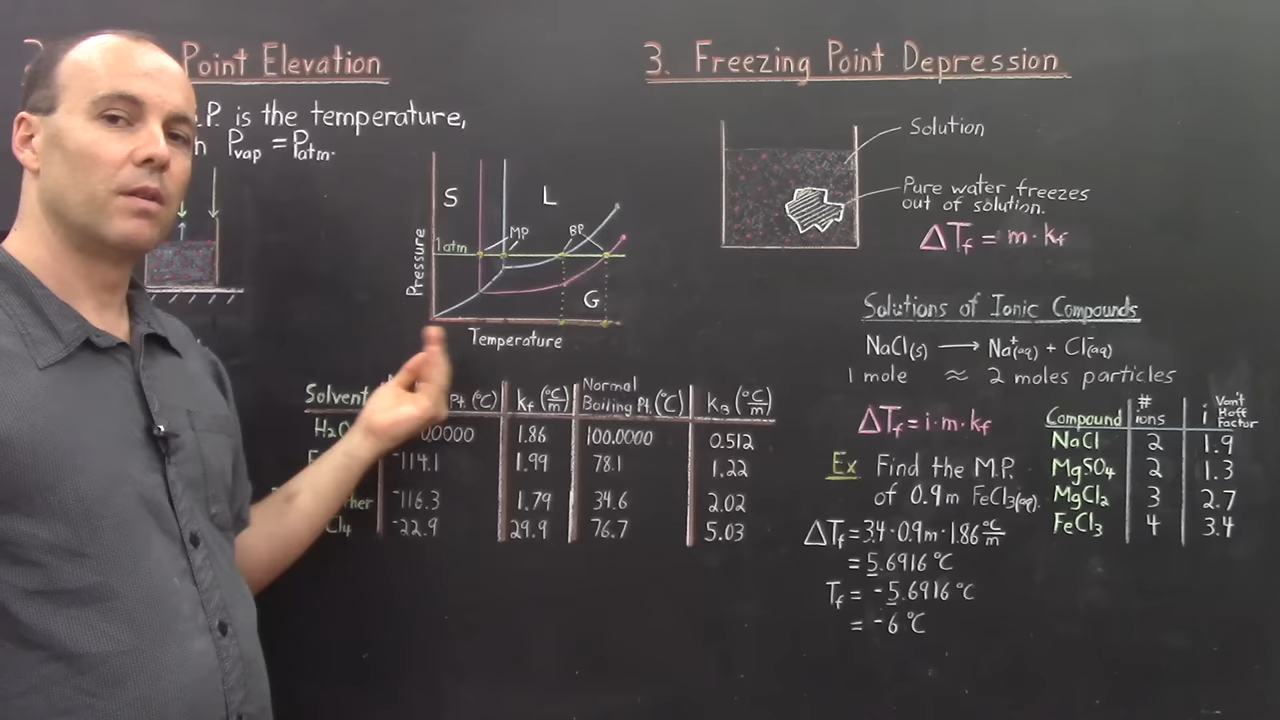 2. Point Elevation
.P. is the temperature,
Pvap = Patm.
S
L
MP
BP
1 atm
G
Pressure
Temperature
Solvent Pt. (°C) kf (°C/m) Normal Boiling Pt. (°C) KB (°C/m)
H2O 0.0000 1.86 100.0000 0.512
-114.1 1.99 78.1 1.22
-116.3 1.79 34.6 2.02
Cl4 -22.9 29.9 76.7 5.03
3. Freezing Point Depression
Solution
Pure water freezes
out of solution.
ΔTf = m·kf
Solutions of Ionic Compounds
NaCl(s) → Na+(aq) + Cl-(aq)
1 mole ≈ 2 moles particles
ΔTf = i·m·kf
Ex Find the M.P.
of 0.9m FeCl3(aq).
ΔTf = 3.4·0.9m·1.86 °C/m
= 5.6916 °C
Tf = -5.6916 °C
= -6 °C
Compound # ions i Van't Hoff Factor
NaCl 2 1.9
MgSO4 2 1.3
MgCl2 3 2.7
FeCl3 4 3.4